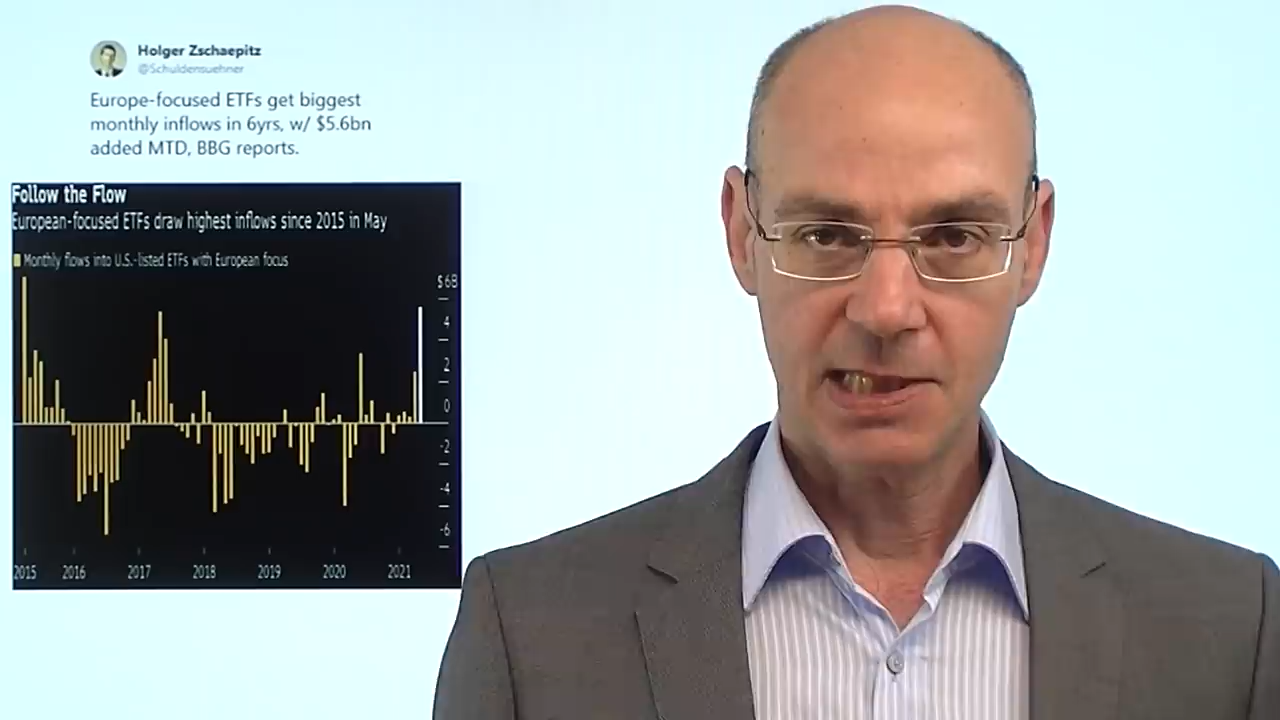 Holger Zschaepitz
@Schuldensuehner
Europe-focused ETFs get biggest
monthly inflows in 6yrs, w/ $5.6bn
added MTD, BBG reports.
Follow the Flow
European-focused ETFs draw highest inflows since 2015 in May
Monthly flows into U.S.-listed ETFs with European focus
$6B
4
2
0
-2
-4
-6
2015 2016 2017 2018 2019 2020 2021